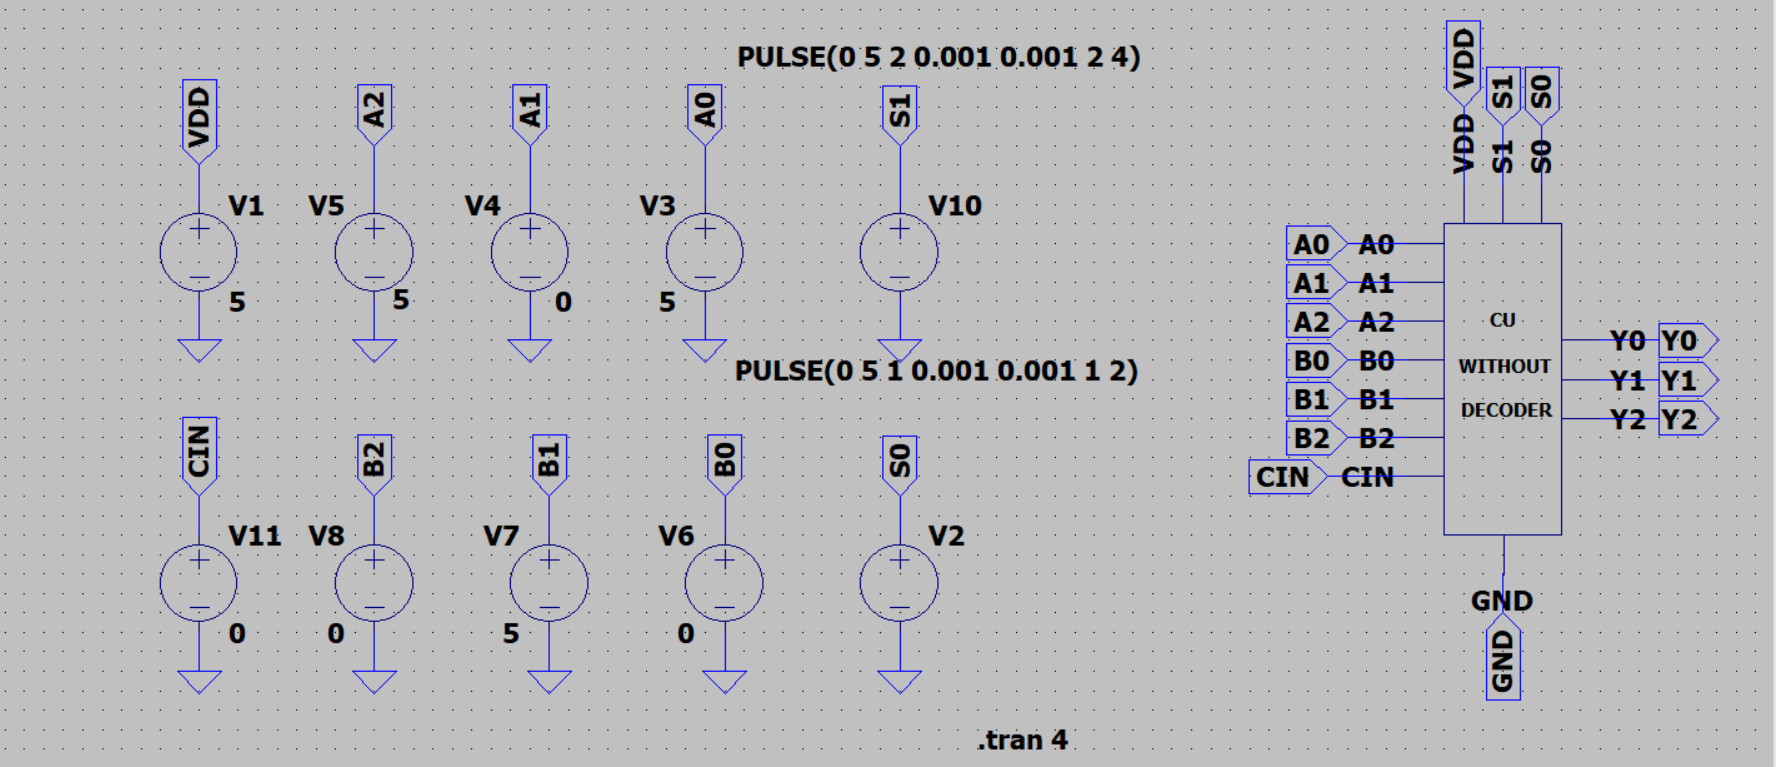 PULSE(0 5 2 0.001 0.001 2 4)
VDD
A2
A1
A0
S1
V1
V5
V4
V3
V10
5
5
0
5
PULSE(0 5 1 0.001 0.001 1 2)
CIN
B2
B1
B0
S0
V11
V8
V7
V6
V2
0
0
5
0
.tran 4
VDD
S1
S0
VDD
S1
S0
A0 A0
A1 A1
A2 A2
B0 B0
B1 B1
B2 B2
CIN CIN
CU
WITHOUT
DECODER
Y0 Y0
Y1 Y1
Y2 Y2
GND
GND